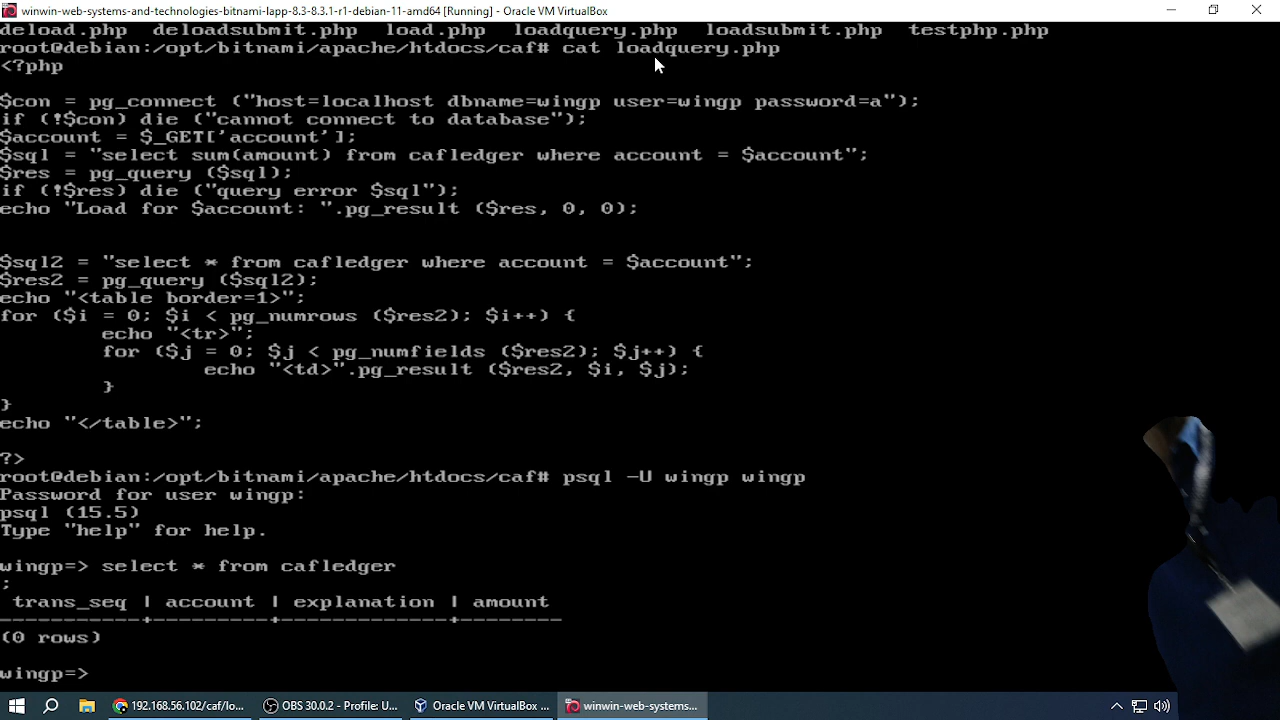 winwin-web-systems-and-technologies-bitnami-lapp-8.3-8.3.1-r1-debian-11-amd64 [Running] - Oracle VM VirtualBox
deload.php  deloadsubmit.php  load.php  loadquery.php  loadsubmit.php  testphp.php
root@debian:/opt/bitnami/apache/htdocs/caf# cat loadquery.php
<?php
$con = pg_connect ("host=localhost dbname=wingp user=wingp password=a");
if (!$con) die ("cannot connect to database");
$account = $_GET['account'];
$sql = "select sum(amount) from cafledger where account = $account";
$res = pg_query ($sql);
if (!$res) die ("query error $sql");
echo "Load for $account: ".pg_result ($res, 0, 0);
$sql2 = "select * from cafledger where account = $account";
$res2 = pg_query ($sql2);
echo "<table border=1>";
for ($i = 0; $i < pg_numrows ($res2); $i++) {
        echo "<tr>";
        for ($j = 0; $j < pg_numfields ($res2); $j++) {
                echo "<td>".pg_result ($res2, $i, $j);
        }
}
echo "</table>";
?>
root@debian:/opt/bitnami/apache/htdocs/caf# psql -U wingp wingp
Password for user wingp:
psql (15.5)
Type "help" for help.
wingp=> select * from cafledger
;
 trans_seq | account | explanation | amount
-----------+---------+-------------+--------
(0 rows)
wingp=>
192.168.56.102/caf/lo... OBS 30.0.2 - Profile: U... Oracle VM VirtualBox ... winwin-web-systems...